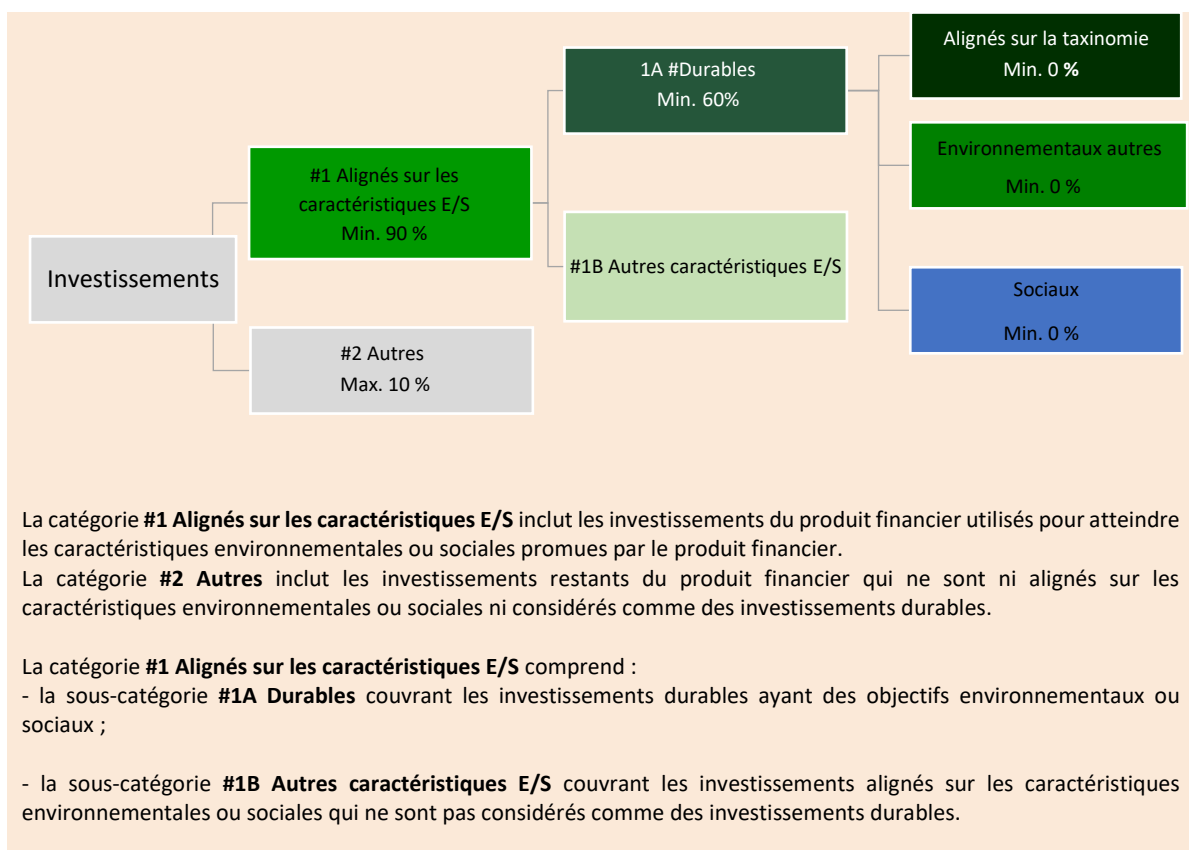 Investissements
#1 Alignés sur les
caractéristiques E/S
Min. 90 %
#2 Autres
Max. 10 %
1A #Durables
Min. 60%
#1B Autres caractéristiques E/S
Alignés sur la taxinomie
Min. 0 %
Environnementaux autres
Min. 0 %
Sociaux
Min. 0 %
La catégorie #1 Alignés sur les caractéristiques E/S inclut les investissements du produit financier utilisés pour atteindre
les caractéristiques environnementales ou sociales promues par le produit financier.
La catégorie #2 Autres inclut les investissements restants du produit financier qui ne sont ni alignés sur les
caractéristiques environnementales ou sociales ni considérés comme des investissements durables.
La catégorie #1 Alignés sur les caractéristiques E/S comprend :
- la sous-catégorie #1A Durables couvrant les investissements durables ayant des objectifs environnementaux ou
sociaux ;
- la sous-catégorie #1B Autres caractéristiques E/S couvrant les investissements alignés sur les caractéristiques
environnementales ou sociales qui ne sont pas considérés comme des investissements durables.